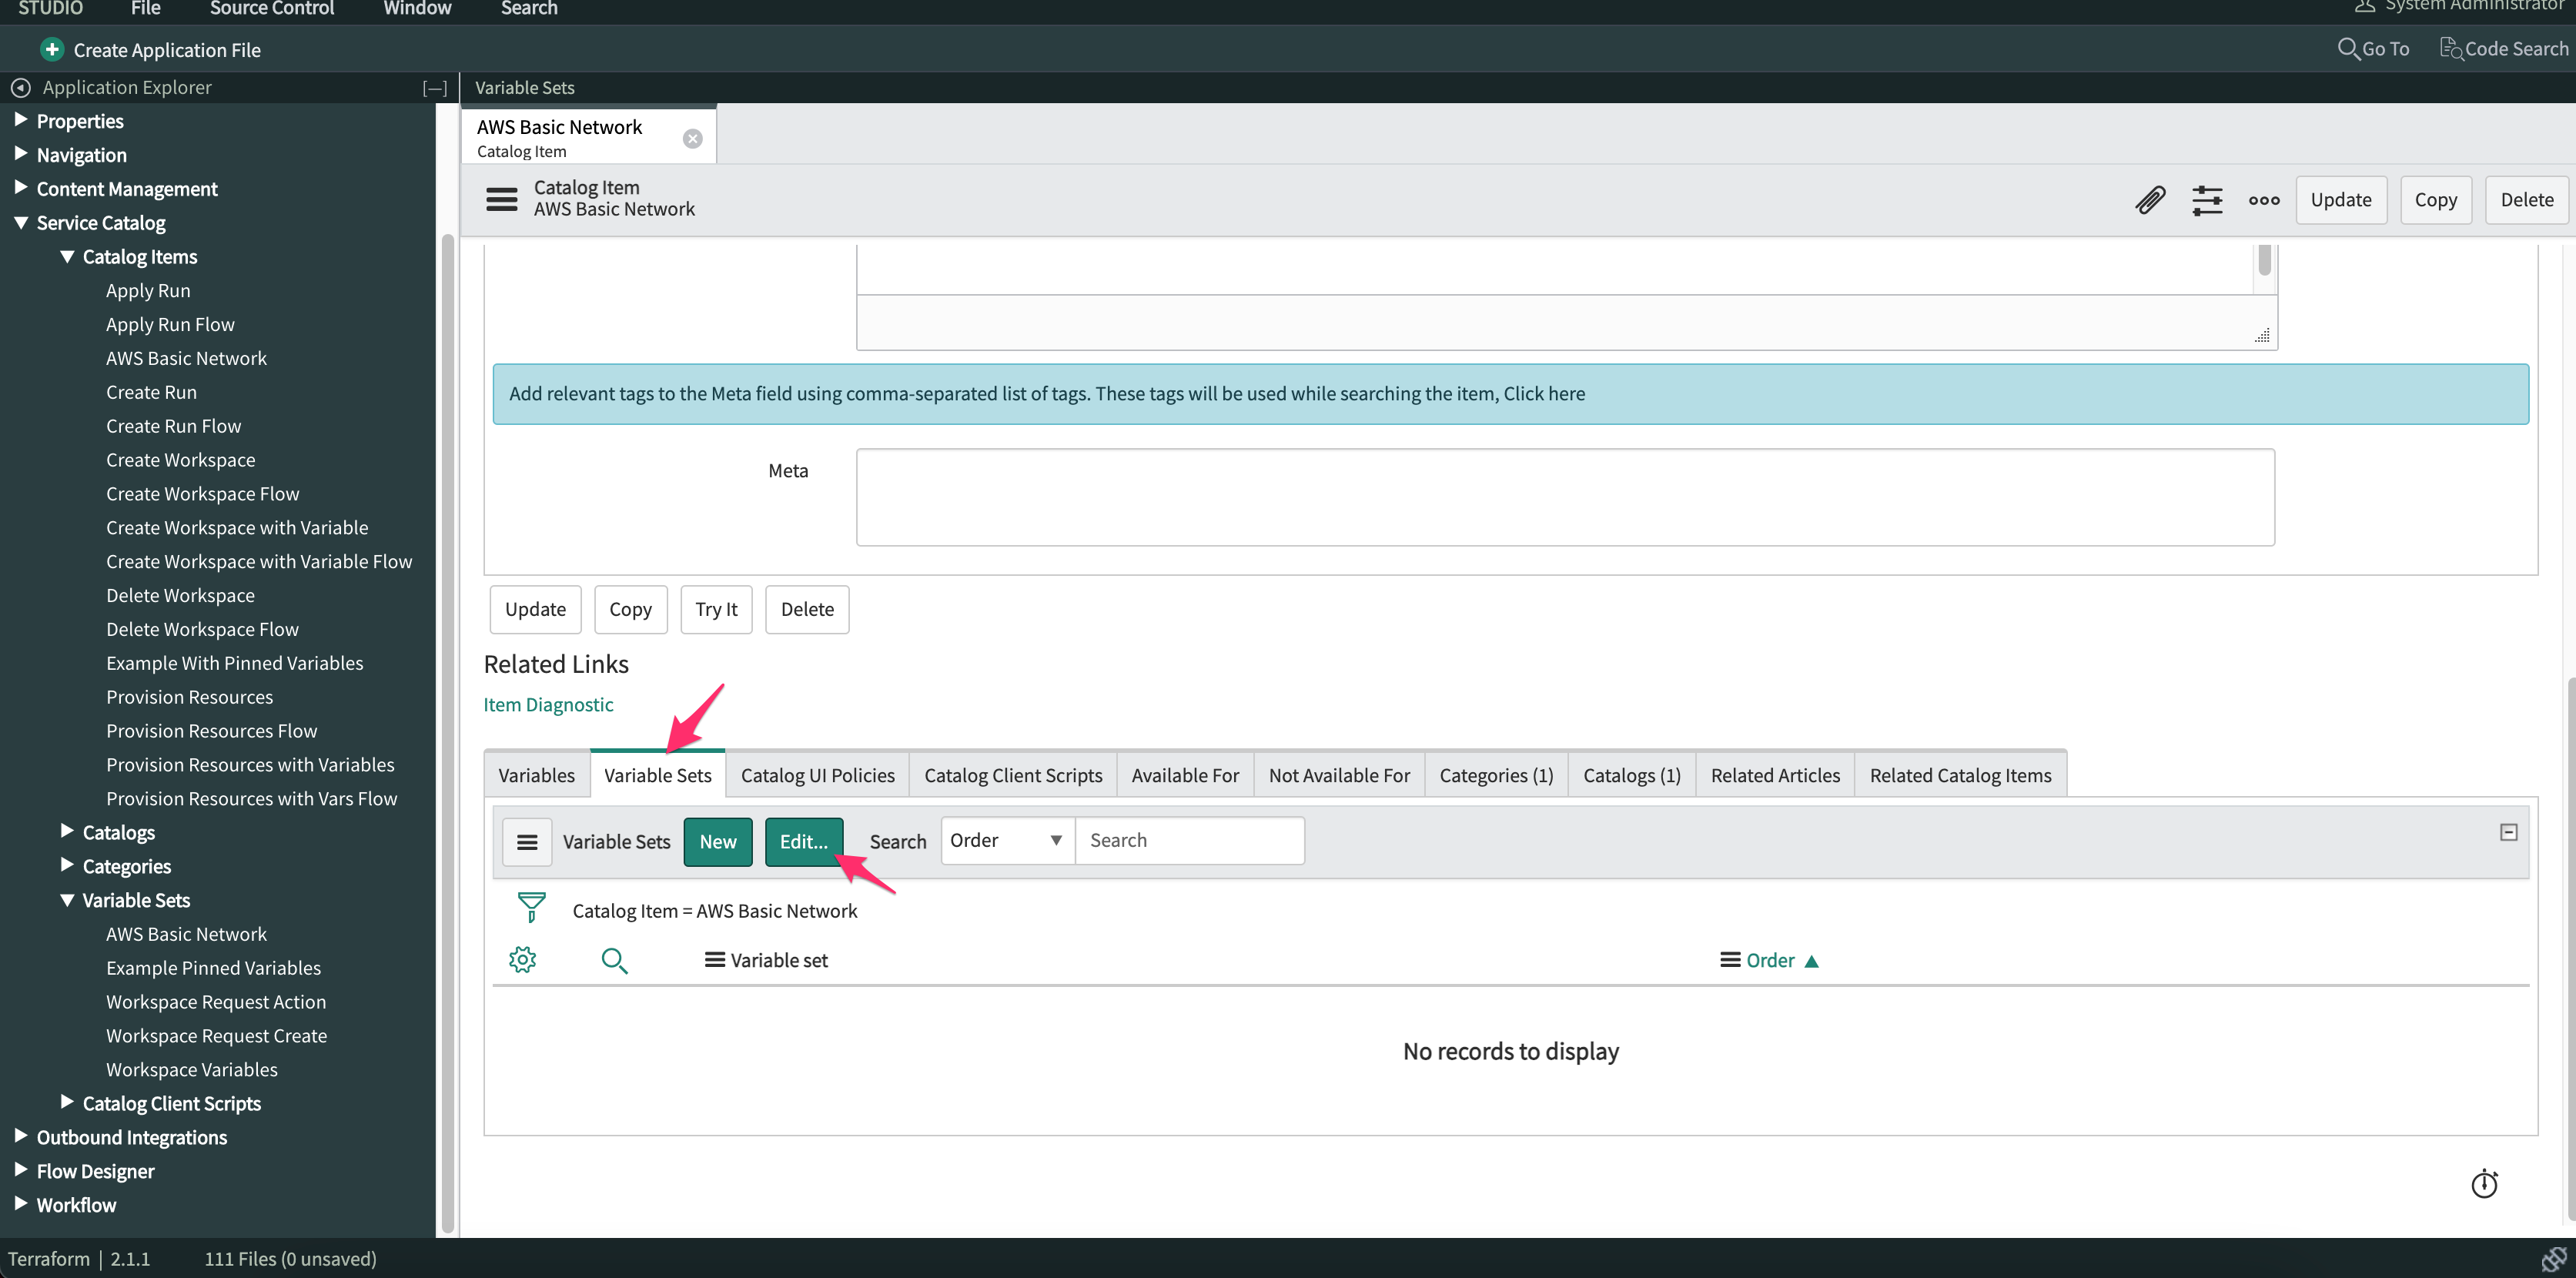 STUDIO File Source Control Window Search System Administrator
Create Application File Go To Code Search
Application Explorer [—] Variable Sets
Properties
Navigation
Content Management
Service Catalog
Catalog Items
Apply Run
Apply Run Flow
AWS Basic Network
Create Run
Create Run Flow
Create Workspace
Create Workspace Flow
Create Workspace with Variable
Create Workspace with Variable Flow
Delete Workspace
Delete Workspace Flow
Example With Pinned Variables
Provision Resources
Provision Resources Flow
Provision Resources with Variables
Provision Resources with Vars Flow
Catalogs
Categories
Variable Sets
AWS Basic Network
Example Pinned Variables
Workspace Request Action
Workspace Request Create
Workspace Variables
Catalog Client Scripts
Outbound Integrations
Flow Designer
Workflow
AWS Basic Network
Catalog Item
Catalog Item
AWS Basic Network
Update Copy Delete
Add relevant tags to the Meta field using comma-separated list of tags. These tags will be used while searching the item, Click here
Meta
Update Copy Try It Delete
Related Links
Item Diagnostic
Variables Variable Sets Catalog UI Policies Catalog Client Scripts Available For Not Available For Categories (1) Catalogs (1) Related Articles Related Catalog Items
Variable Sets New Edit... Search Order Search
Catalog Item = AWS Basic Network
Variable set Order
No records to display
Terraform | 2.1.1 111 Files (0 unsaved)